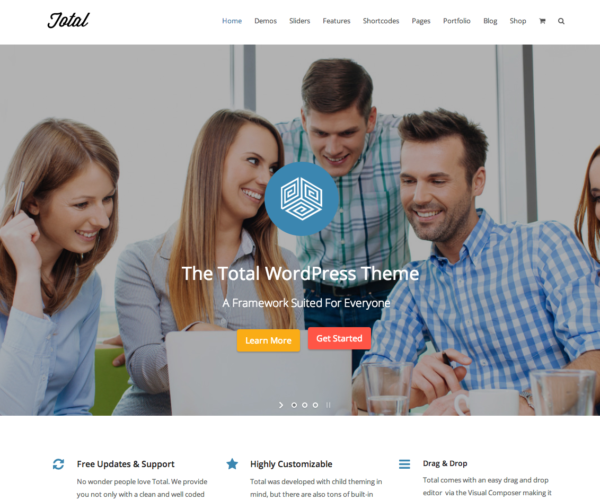 Total
Home Demos Sliders Features Shortcodes Pages Portfolio Blog Shop
The Total WordPress Theme
A Framework Suited For Everyone
Learn More Get Started
Free Updates & Support
No wonder people love Total. We provide
you not only with a clean and well coded
Highly Customizable
Total was developed with child theming in
mind, but there are also tons of built-in
Drag & Drop
Total comes with an easy drag and drop
editor via the Visual Composer making it